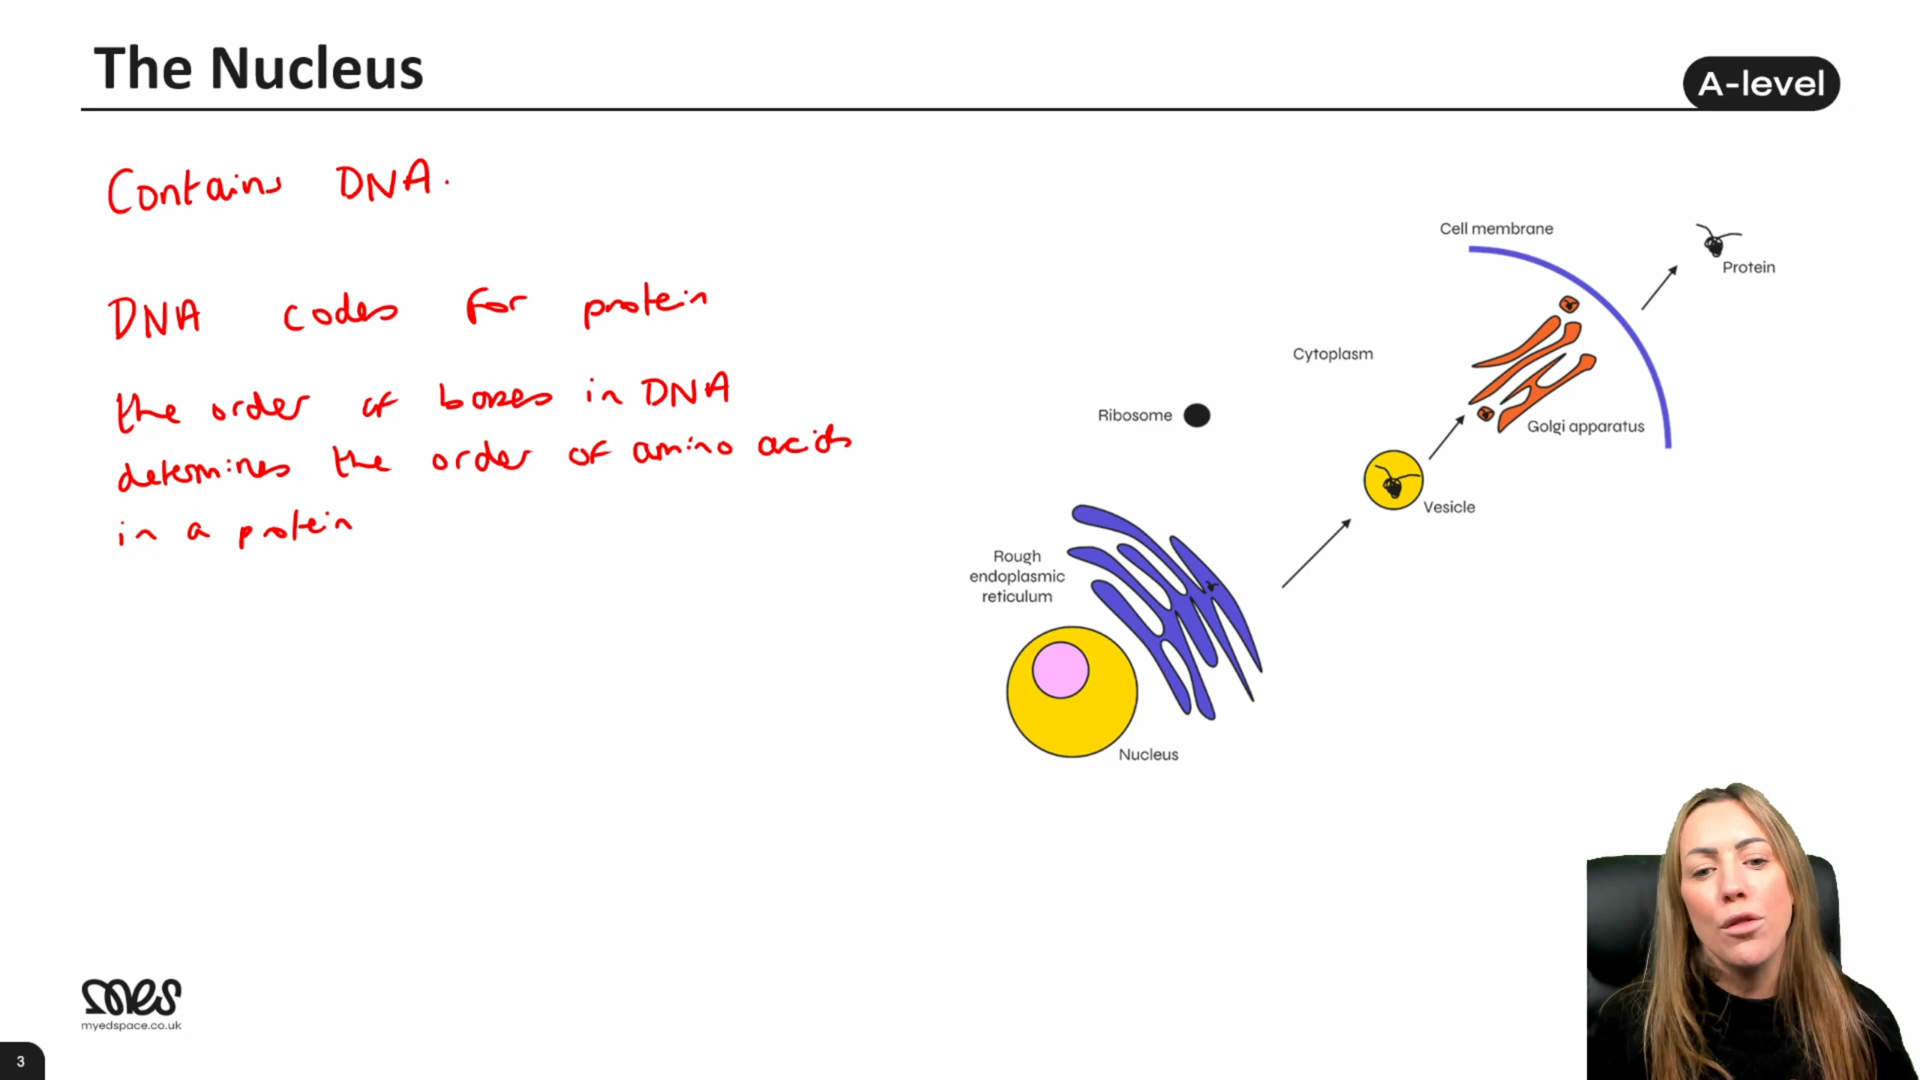 The Nucleus
A-level
Contains DNA.
DNA codes for protein
the order of bases in DNA
determines the order of amino acids
in a protein
Cell membrane
Protein
Cytoplasm
Ribosome
Golgi apparatus
Vesicle
Rough
endoplasmic
reticulum
Nucleus
mes
myedspace.co.uk
3